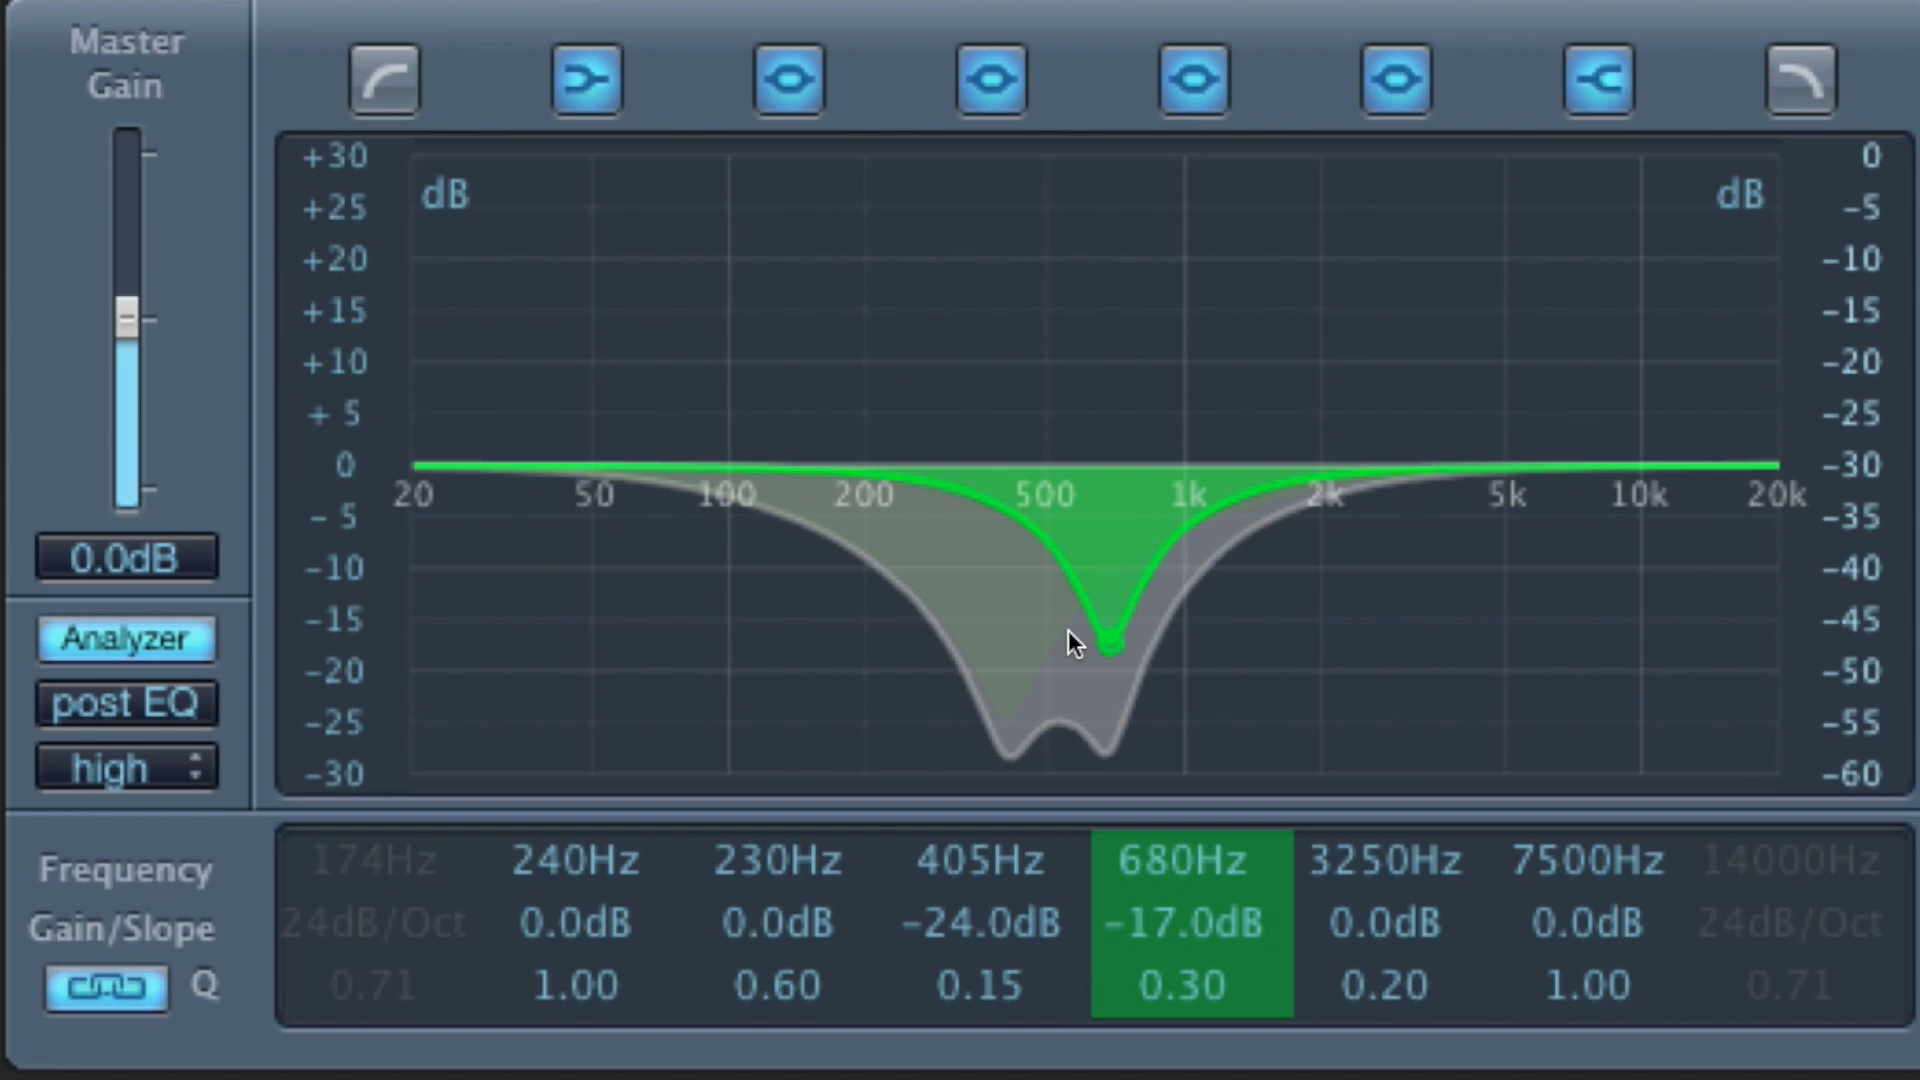 Master
Gain
+30
0
dB
dB
+25
-5
+20
-10
+15
-15
+10
-20
+ 5
-25
0
-30
20
50
100
200
500
1k
2k
5k
10k
20k
- 5
-35
0.0dB
-10
-40
-15
-45
Analyzer
-20
-50
post EQ
-25
-55
high
-30
-60
Frequency
174Hz 240Hz 230Hz 405Hz 680Hz 3250Hz 7500Hz 14000Hz
Gain/Slope
24dB/Oct 0.0dB 0.0dB -24.0dB -17.0dB 0.0dB 0.0dB 24dB/Oct
Q
0.71 1.00 0.60 0.15 0.30 0.20 1.00 0.71